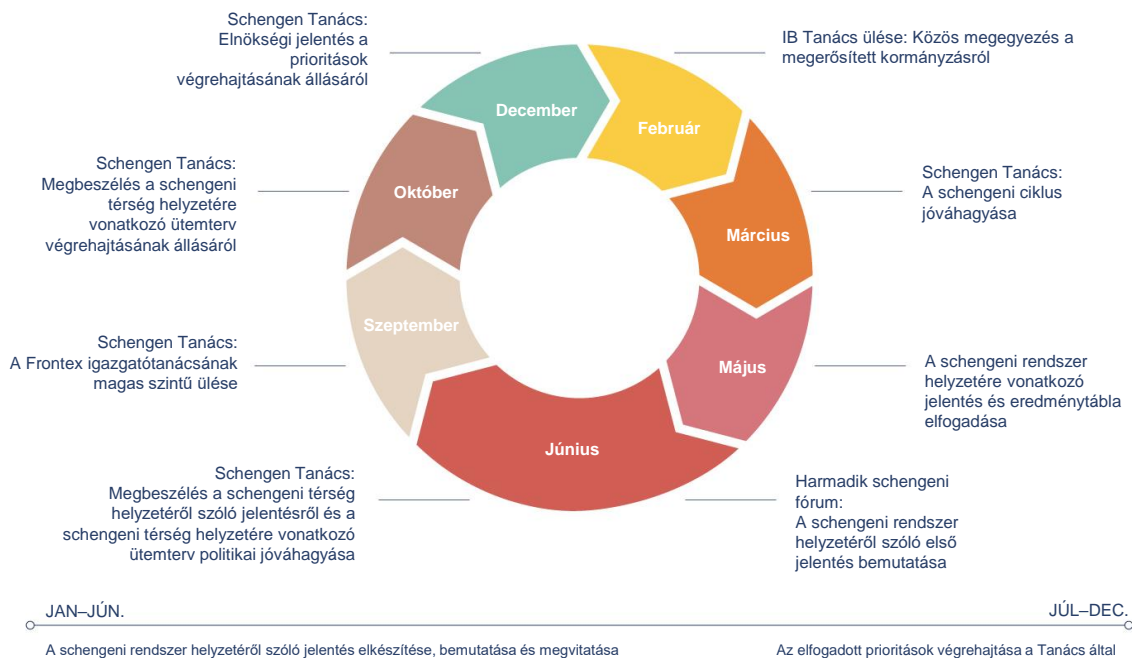 Schengen Tanács:
Elnökségi jelentés a
prioritások
végrehajtásának állásáról
IB Tanács ülése: Közös megegyezés a
megerősített kormányzásról
December
Február
Schengen Tanács:
Megbeszélés a schengeni
térség helyzetére
vonatkozó ütemterv
végrehajtásának állásáról
Október
Március
Schengen Tanács:
A schengeni ciklus
jóváhagyása
Schengen Tanács:
A Frontex igazgatótanácsának
magas szintű ülése
Szeptember
Május
A schengeni rendszer
helyzetére vonatkozó
jelentés és eredménytábla
elfogadása
Június
Schengen Tanács:
Megbeszélés a schengeni térség
helyzetéről szóló jelentésről és a
schengeni térség helyzetére vonatkozó
ütemterv politikai jóváhagyása
Harmadik schengeni
fórum:
A schengeni rendszer
helyzetéről szóló első
jelentés bemutatása
JAN–JÚN.
JÚL–DEC.
A schengeni rendszer helyzetéről szóló jelentés elkészítése, bemutatása és megvitatása
Az elfogadott prioritások végrehajtása a Tanács által